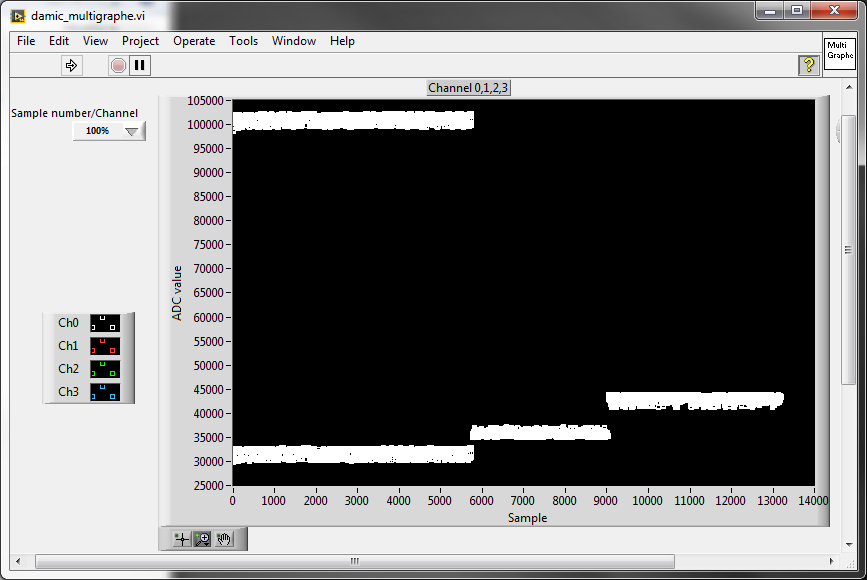 damic_multigraphe.vi
File Edit View Project Operate Tools Window Help
Multi
Graphe
?
Channel 0,1,2,3
Sample number/Channel
100%
105000
100000
95000
90000
85000
80000
75000
70000
65000
60000
55000
50000
45000
40000
35000
30000
25000
ADC value
Ch0
Ch1
Ch2
Ch3
0 1000 2000 3000 4000 5000 6000 7000 8000 9000 10000 11000 12000 13000 14000
Sample